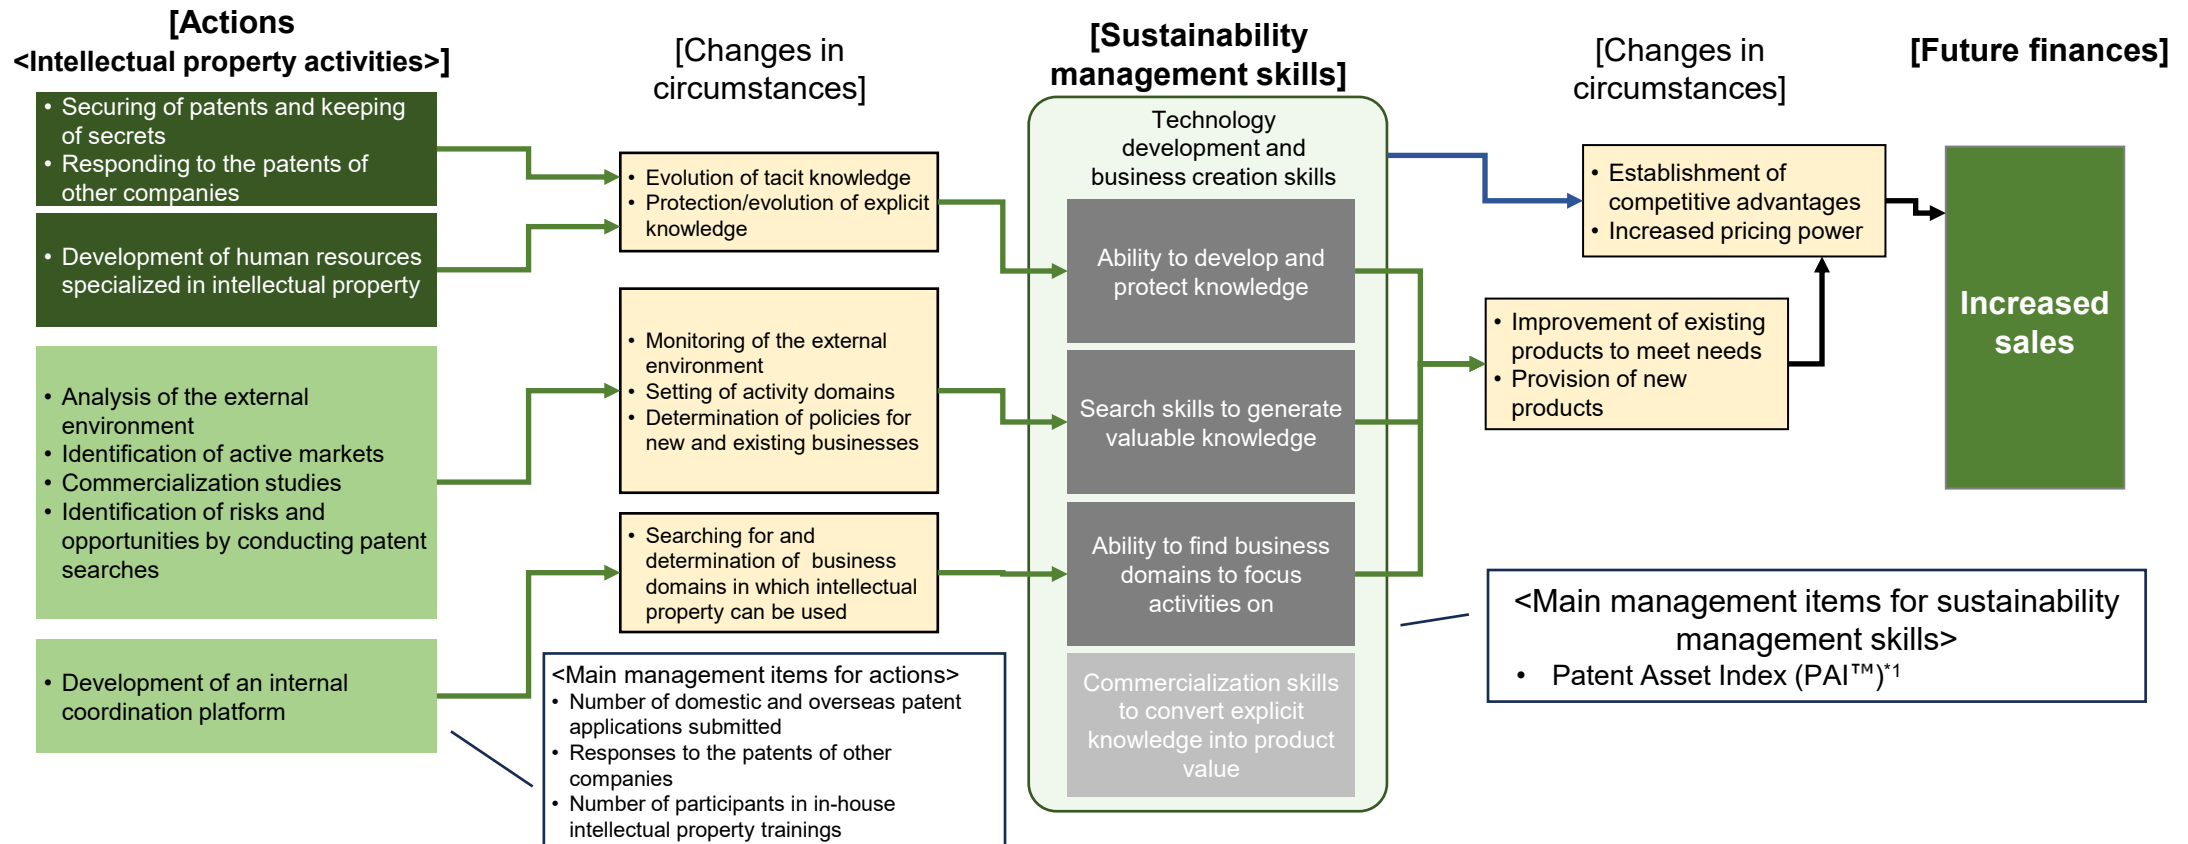 [Actions
<Intellectual property activities>]
• Securing of patents and keeping
of secrets
• Responding to the patents of
other companies
• Development of human resources
specialized in intellectual property
• Analysis of the external
environment
• Identification of active markets
• Commercialization studies
• Identification of risks and
opportunities by conducting patent
searches
• Development of an internal
coordination platform
[Changes in
circumstances]
• Evolution of tacit knowledge
• Protection/evolution of explicit
knowledge
• Monitoring of the external
environment
• Setting of activity domains
• Determination of policies for
new and existing businesses
• Searching for and
determination of business
domains in which intellectual
property can be used
<Main management items for actions>
• Number of domestic and overseas patent
applications submitted
• Responses to the patents of other
companies
• Number of participants in in-house
intellectual property trainings
[Sustainability
management skills]
Technology
development and
business creation skills
Ability to develop and
protect knowledge
Search skills to generate
valuable knowledge
Ability to find business
domains to focus
activities on
Commercialization skills
to convert explicit
knowledge into product
value
[Changes in
circumstances]
• Establishment of
competitive advantages
• Increased pricing power
• Improvement of existing
products to meet needs
• Provision of new
products
[Future finances]
Increased
sales
<Main management items for sustainability
management skills>
• Patent Asset Index (PAI™)*1